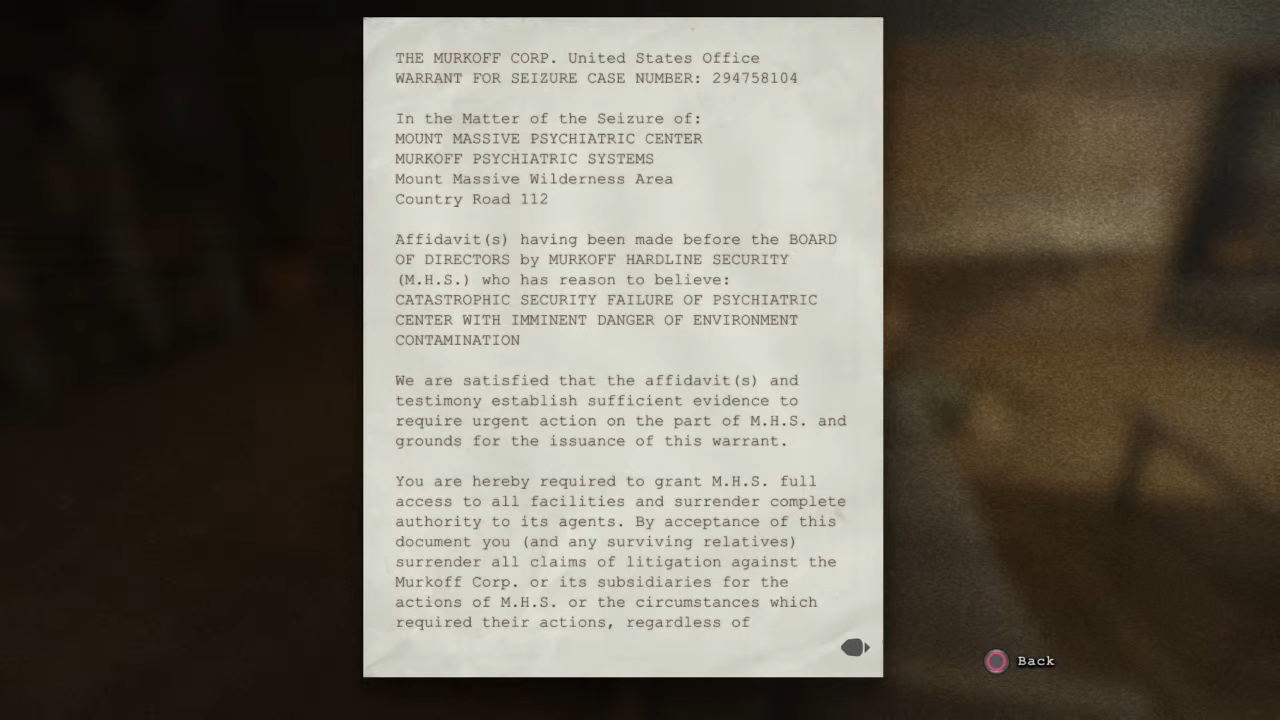 THE MURKOFF CORP. United States Office
WARRANT FOR SEIZURE CASE NUMBER: 294758104
In the Matter of the Seizure of:
MOUNT MASSIVE PSYCHIATRIC CENTER
MURKOFF PSYCHIATRIC SYSTEMS
Mount Massive Wilderness Area
Country Road 112
Affidavit(s) having been made before the BOARD
OF DIRECTORS by MURKOFF HARDLINE SECURITY
(M.H.S.) who has reason to believe:
CATASTROPHIC SECURITY FAILURE OF PSYCHIATRIC
CENTER WITH IMMINENT DANGER OF ENVIRONMENT
CONTAMINATION
We are satisfied that the affidavit(s) and
testimony establish sufficient evidence to
require urgent action on the part of M.H.S. and
grounds for the issuance of this warrant.
You are hereby required to grant M.H.S. full
access to all facilities and surrender complete
authority to its agents. By acceptance of this
document you (and any surviving relatives)
surrender all claims of litigation against the
Murkoff Corp. or its subsidiaries for the
actions of M.H.S. or the circumstances which
required their actions, regardless of
Back